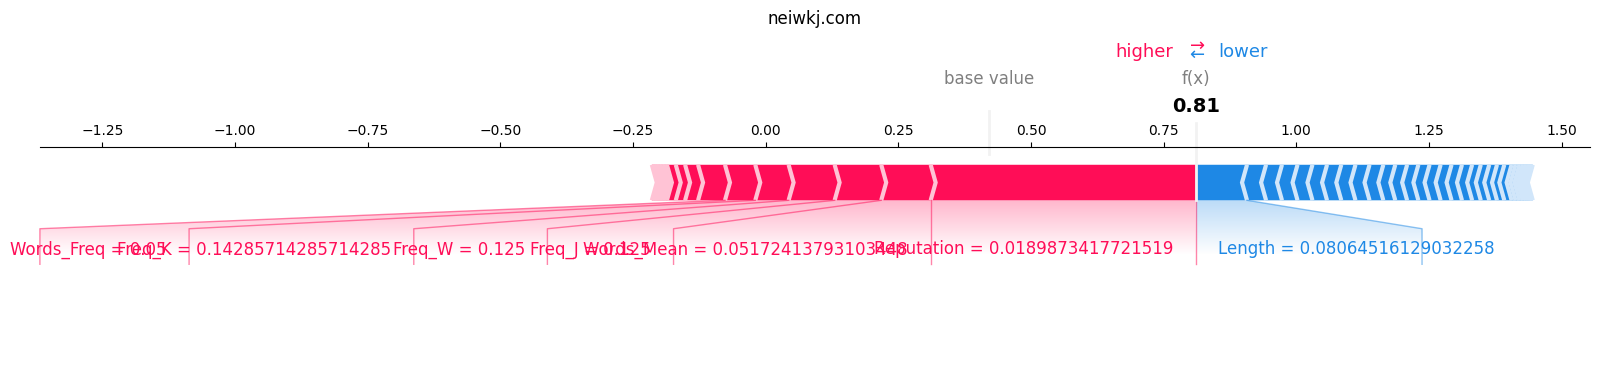 neiwkj.com
higher → lower
←
base value f(x)
0.81
−1.25 −1.00 −0.75 −0.50 −0.25 0.00 0.25 0.50 0.75 1.00 1.25 1.50
Words_Freq = 0.05 Freq_K = 0.14285714285714285 Freq_W = 0.125 Freq_J = 0.125 Words_Mean = 0.05172413793103448 Reputation = 0.0189873417721519 Length = 0.08064516129032258